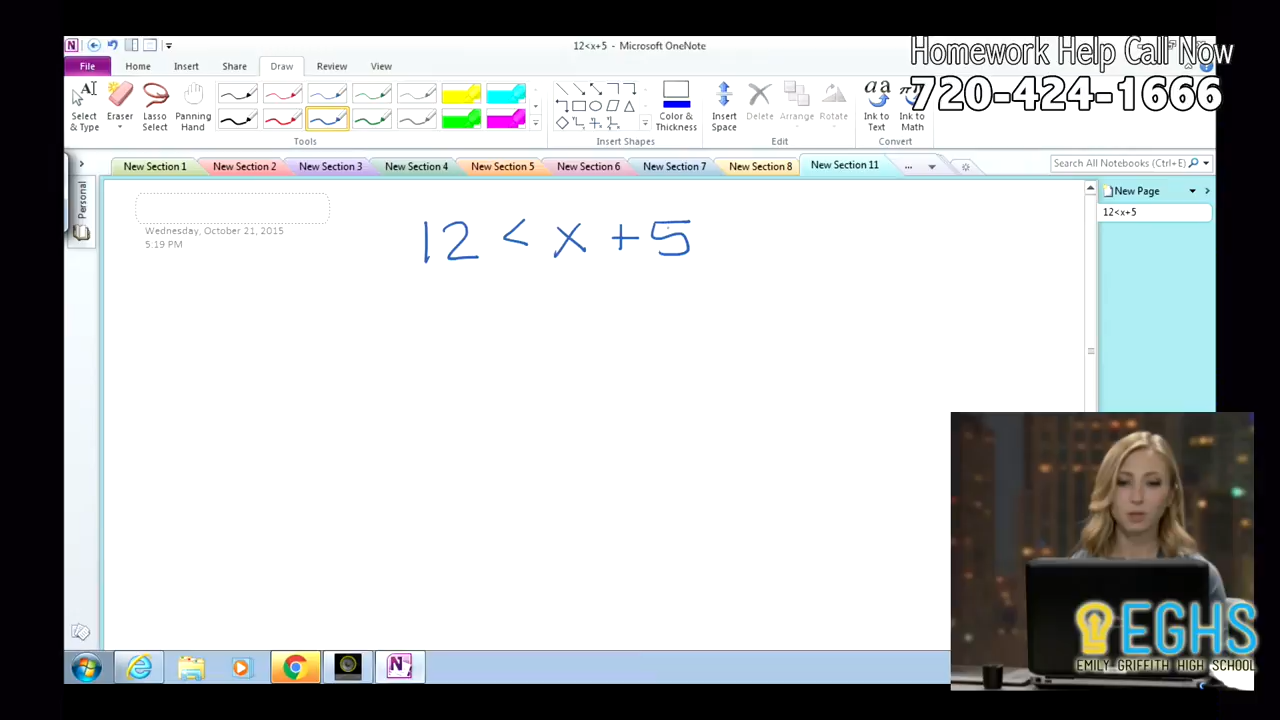 12<x+5 - Microsoft OneNote
Homework Help Call Now
720-424-1666
File Home Insert Share Draw Review View
Select & Type
Eraser
Lasso Select
Panning Hand
Color & Thickness
Insert Space
Delete
Arrange
Rotate
Ink to Text
Ink to Math
Tools
Insert Shapes
Edit
Convert
New Section 1 New Section 2 New Section 3 New Section 4 New Section 5 New Section 6 New Section 7 New Section 8 New Section 11 ...
Search All Notebooks (Ctrl+E)
Personal
New Page
12<x+5
Wednesday, October 21, 2015
5:19 PM
12 < x + 5
EGHS
EMILY GRIFFITH HIGH SCHOOL